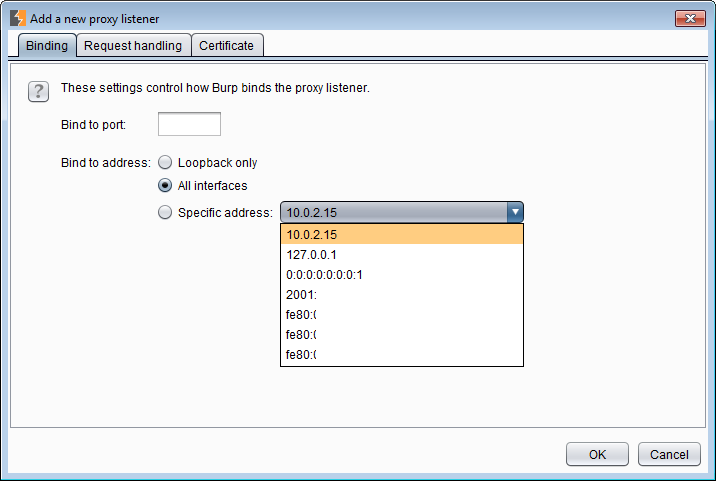 Add a new proxy listener
Binding Request handling Certificate
? These settings control how Burp binds the proxy listener.
Bind to port:
Bind to address: Loopback only
All interfaces
Specific address: 10.0.2.15
10.0.2.15
127.0.0.1
0:0:0:0:0:0:0:1
2001:
fe80:
fe80:
fe80:
OK Cancel